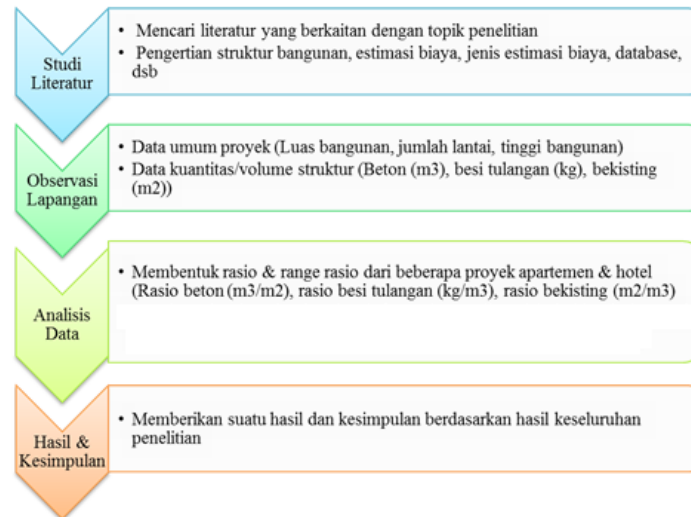 Studi
Literatur
• Mencari literatur yang berkaitan dengan topik penelitian
• Pengertian struktur bangunan, estimasi biaya, jenis estimasi biaya, database,
dsb
Observasi
Lapangan
• Data umum proyek (Luas bangunan, jumlah lantai, tinggi bangunan)
• Data kuantitas/volume struktur (Beton (m3), besi tulangan (kg), bekisting
(m2))
Analisis
Data
• Membentuk rasio & range rasio dari beberapa proyek apartemen & hotel
(Rasio beton (m3/m2), rasio besi tulangan (kg/m3), rasio bekisting (m2/m3)
Hasil &
Kesimpulan
• Memberikan suatu hasil dan kesimpulan berdasarkan hasil keseluruhan
penelitian